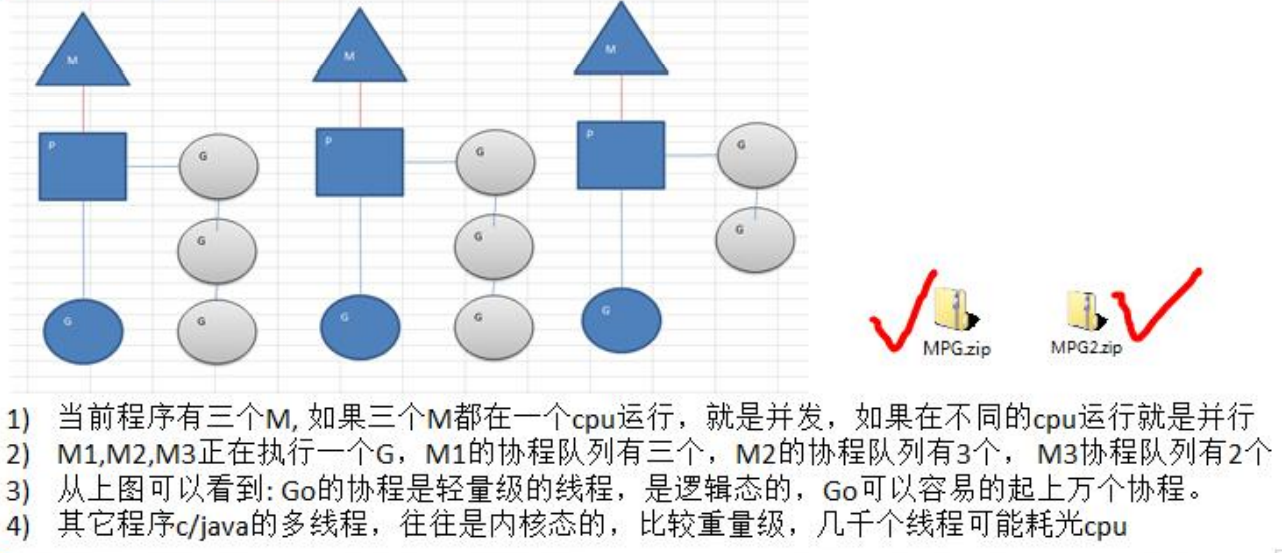 M M M
P P P
G G G
G G G
G G
G G G
MPG.zip MPG2.zip
1) 当前程序有三个M, 如果三个M都在一个cpu运行，就是并发，如果在不同的cpu运行就是并行
2) M1,M2,M3正在执行一个G，M1的协程队列有三个，M2的协程队列有3个， M3协程队列有2个
3) 从上图可以看到: Go的协程是轻量级的线程，是逻辑态的，Go可以容易的起上万个协程。
4) 其它程序c/java的多线程，往往是内核态的，比较重量级，几千个线程可能耗光cpu